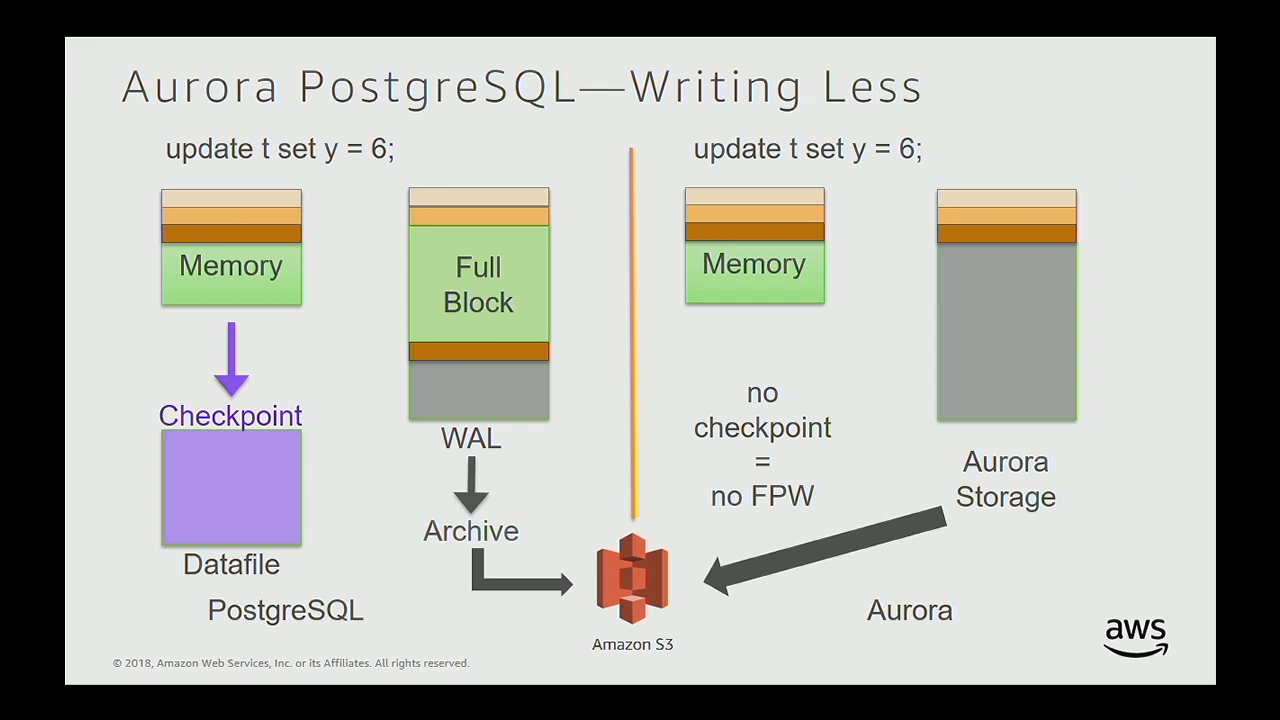 Aurora PostgreSQL—Writing Less
update t set y = 6;
Memory
Checkpoint
Datafile
PostgreSQL
Full
Block
WAL
Archive
Amazon S3
update t set y = 6;
Memory
no
checkpoint
=
no FPW
Aurora
Storage
Aurora
aws
© 2018, Amazon Web Services, Inc. or its Affiliates. All rights reserved.